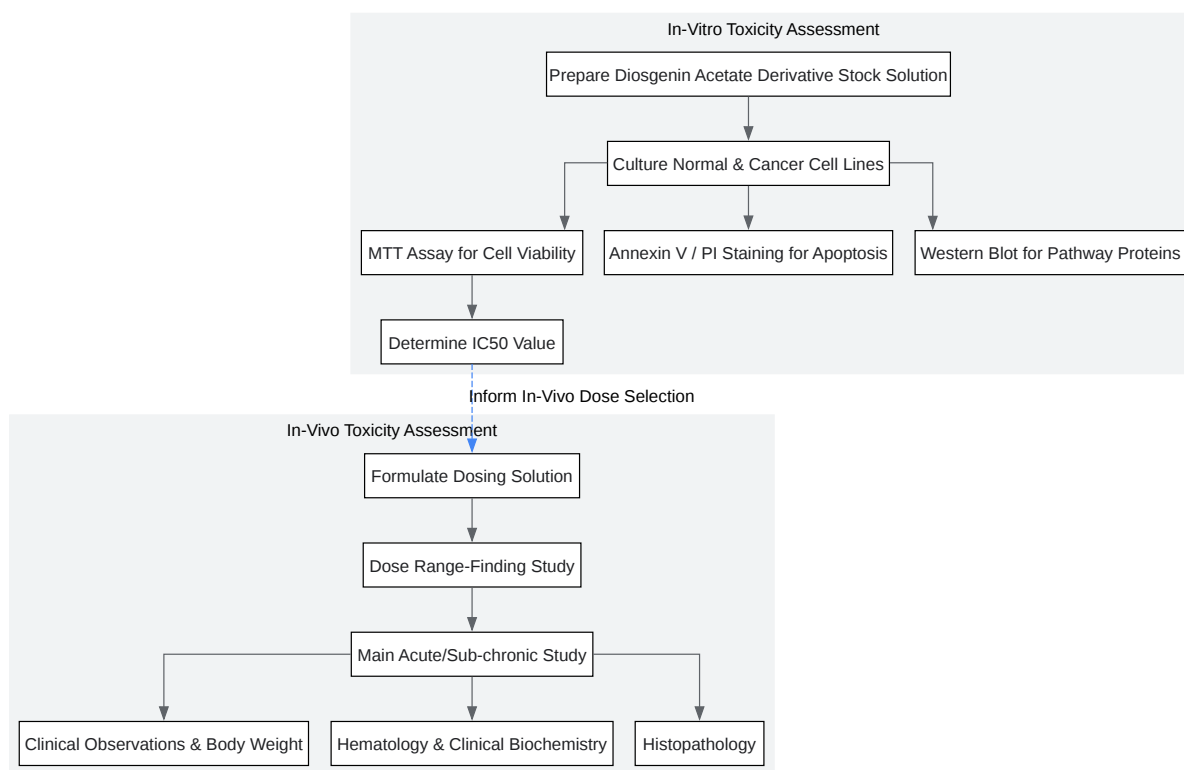 In-Vitro Toxicity Assessment
Prepare Diosgenin Acetate Derivative Stock Solution
Culture Normal & Cancer Cell Lines
MTT Assay for Cell Viability
Annexin V / PI Staining for Apoptosis
Western Blot for Pathway Proteins
Determine IC50 Value
Inform In-Vivo Dose Selection
In-Vivo Toxicity Assessment
Formulate Dosing Solution
Dose Range-Finding Study
Main Acute/Sub-chronic Study
Clinical Observations & Body Weight
Hematology & Clinical Biochemistry
Histopathology